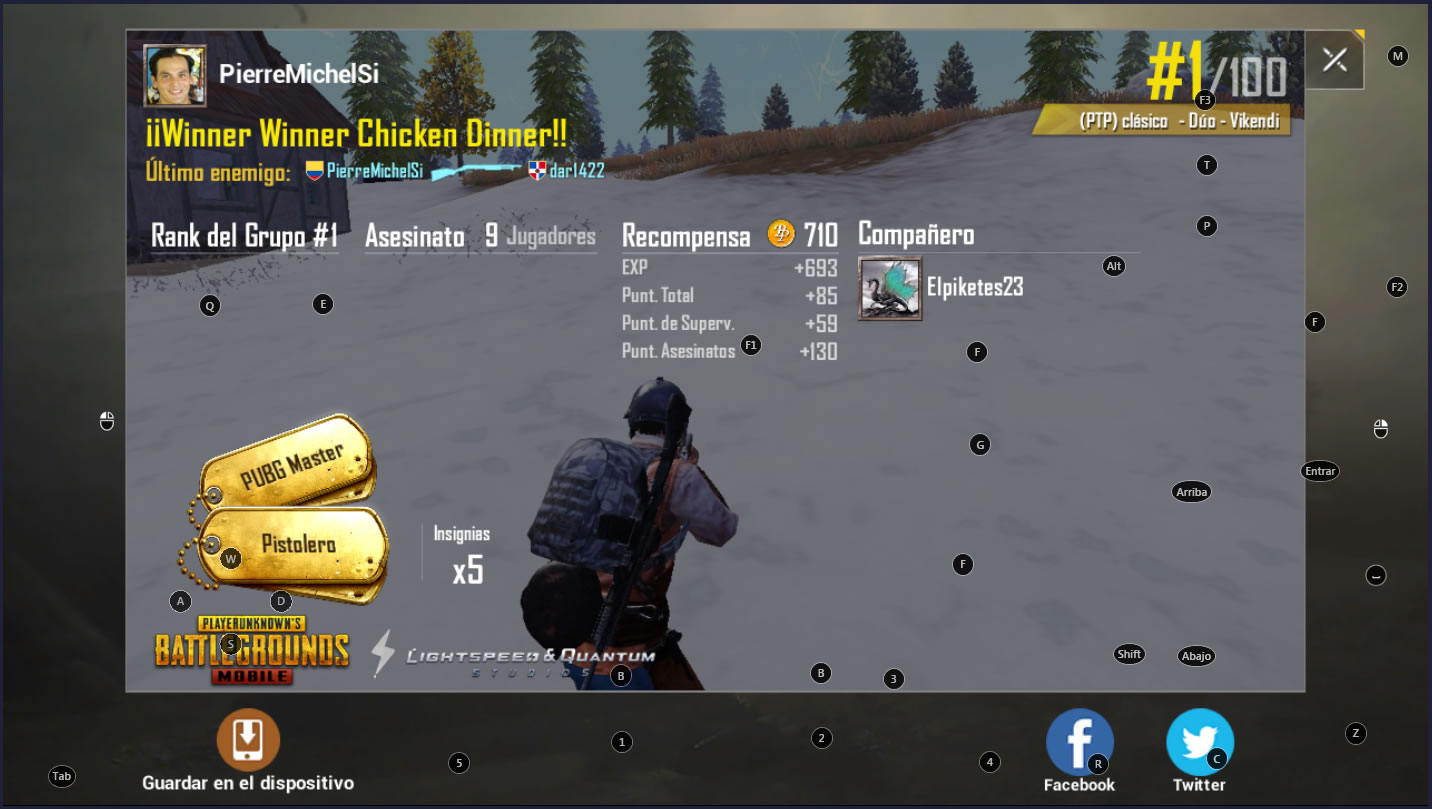 PierreMichelSi
#1/100
M
F3
¡¡Winner Winner Chicken Dinner!!
(PTP) clásico - Dúo - Vikendi
Último enemigo: PierreMichelSi dar1422
T
Rank del Grupo #1
Asesinato 9 Jugadores
Recompensa 710
Compañero
P
EXP +693
Alt
Elpiketes23
F2
Punt. Total +85
Q
E
Punt. de Superv. +59
F
Punt. Asesinatos +130
F1
F
G
PUBG Master
Entrar
Arriba
Insignias
x5
Pistolero
W
F
A
D
PLAYERUNKNOWN'S
BATTLEGROUNDS
MOBILE
S
LIGHTSPEED & QUANTUM
STUDIOS
Shift
Abajo
B
B
3
1
2
Z
5
4
R
C
Tab
Guardar en el dispositivo
Facebook
Twitter